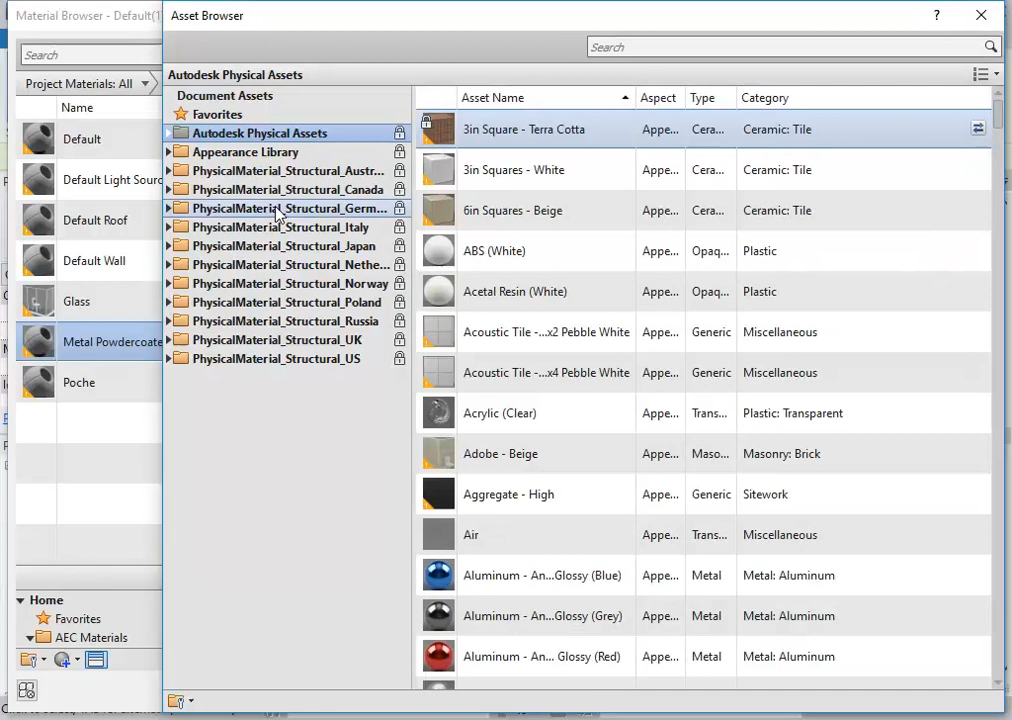 Material Browser - Default(1
Asset Browser
?
Search
Search
Project Materials: All
Name
Default
Default Light Sourc
Default Roof
Default Wall
Glass
Metal Powdercoate
Poche
Home
Favorites
AEC Materials
Autodesk Physical Assets
Document Assets
Favorites
Autodesk Physical Assets
Appearance Library
PhysicalMaterial_Structural_Austr...
PhysicalMaterial_Structural_Canada
PhysicalMaterial_Structural_Germ...
PhysicalMaterial_Structural_Italy
PhysicalMaterial_Structural_Japan
PhysicalMaterial_Structural_Nethe...
PhysicalMaterial_Structural_Norway
PhysicalMaterial_Structural_Poland
PhysicalMaterial_Structural_Russia
PhysicalMaterial_Structural_UK
PhysicalMaterial_Structural_US
Asset Name Aspect Type Category
3in Square - Terra Cotta Appe... Cera... Ceramic: Tile
3in Squares - White Appe... Cera... Ceramic: Tile
6in Squares - Beige Appe... Cera... Ceramic: Tile
ABS (White) Appe... Opaq... Plastic
Acetal Resin (White) Appe... Opaq... Plastic
Acoustic Tile -...x2 Pebble White Appe... Generic Miscellaneous
Acoustic Tile -...x4 Pebble White Appe... Generic Miscellaneous
Acrylic (Clear) Appe... Trans... Plastic: Transparent
Adobe - Beige Appe... Maso... Masonry: Brick
Aggregate - High Appe... Generic Sitework
Air Appe... Trans... Miscellaneous
Aluminum - An...Glossy (Blue) Appe... Metal Metal: Aluminum
Aluminum - An...Glossy (Grey) Appe... Metal Metal: Aluminum
Aluminum - An... Glossy (Red) Appe... Metal Metal: Aluminum